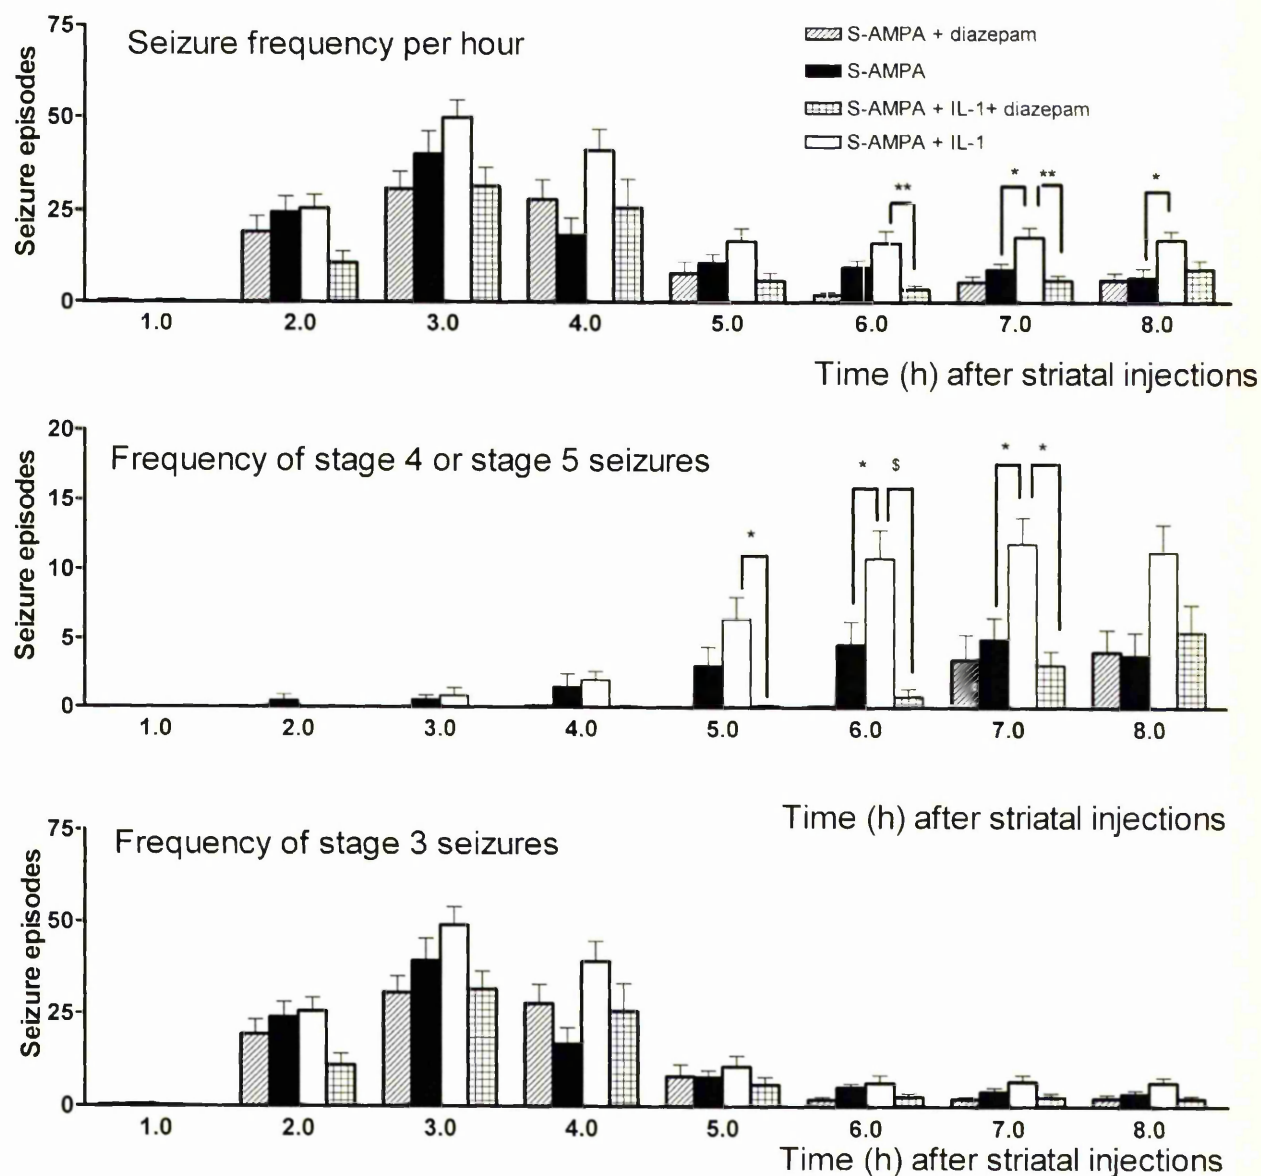 75
Seizure frequency per hour
S-AMPA + diazepam
S-AMPA
S-AMPA + IL-1+ diazepam
S-AMPA + IL-1
Seizure episodes
50
25
0
** * ** *
1.0 2.0 3.0 4.0 5.0 6.0 7.0 8.0
Time (h) after striatal injections
20
Frequency of stage 4 or stage 5 seizures
Seizure episodes
15
10
5
0
* * $ * *
1.0 2.0 3.0 4.0 5.0 6.0 7.0 8.0
Time (h) after striatal injections
75
Frequency of stage 3 seizures
Seizure episodes
50
25
0
1.0 2.0 3.0 4.0 5.0 6.0 7.0 8.0
Time (h) after striatal injections